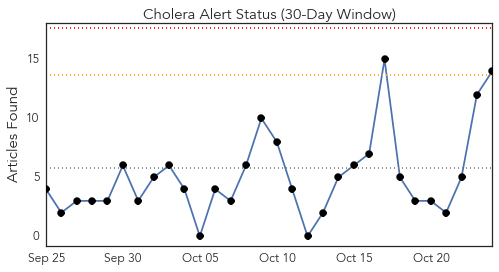 Cholera Alert Status (30-Day Window)
Articles Found
15
10
5
0
Sep 25 Sep 30 Oct 05 Oct 10 Oct 15 Oct 20